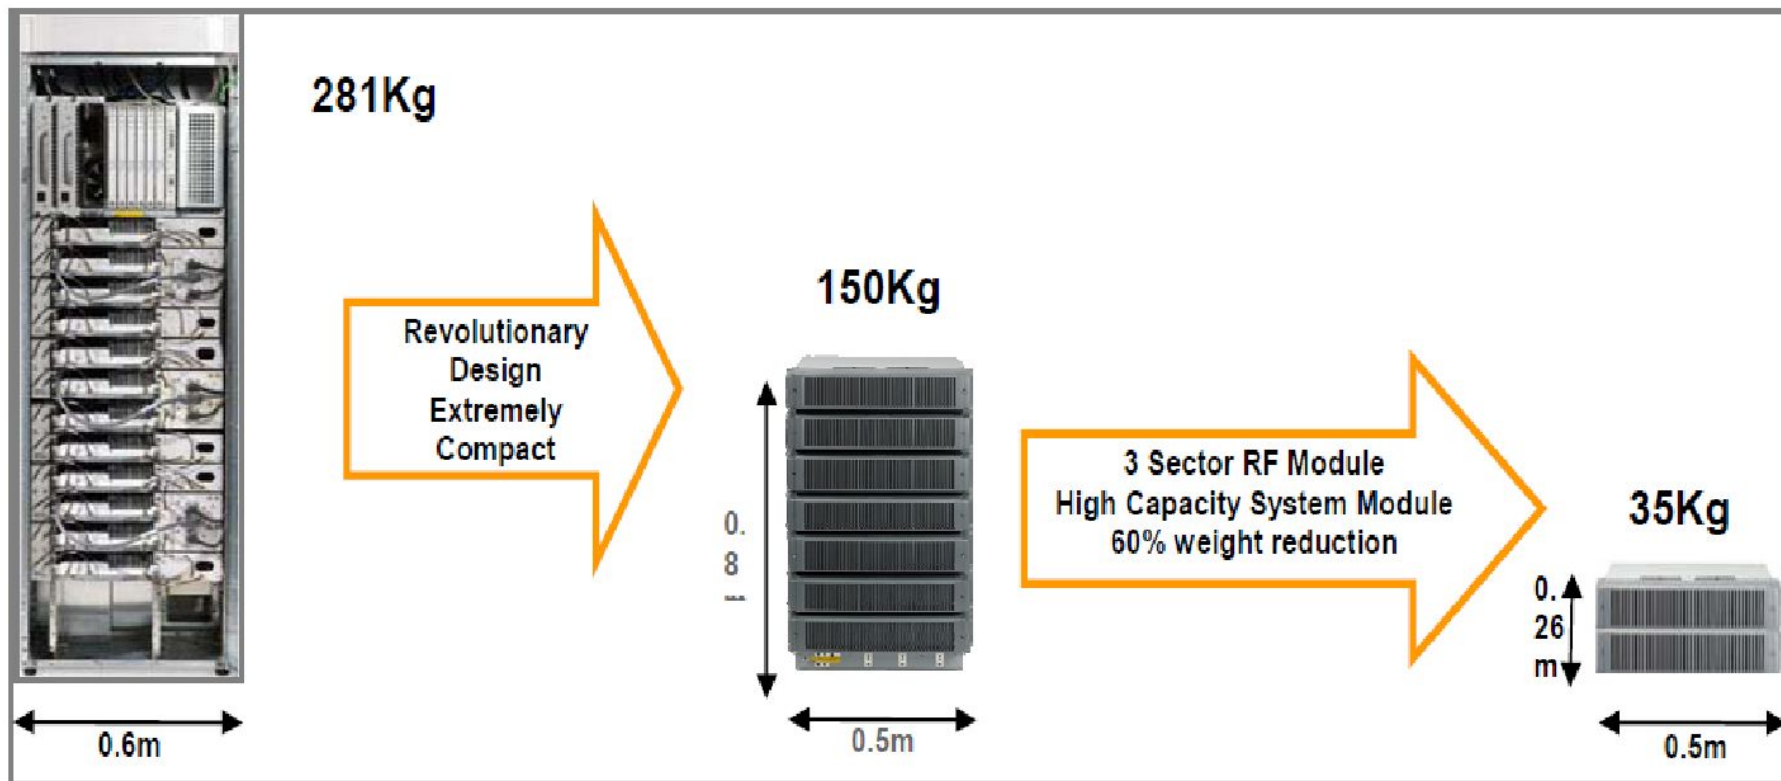 281Kg
Revolutionary
Design
Extremely
Compact
150Kg
0.
8
0.5m
3 Sector RF Module
High Capacity System Module
60% weight reduction
35Kg
0.
26
m
0.5m
0.6m